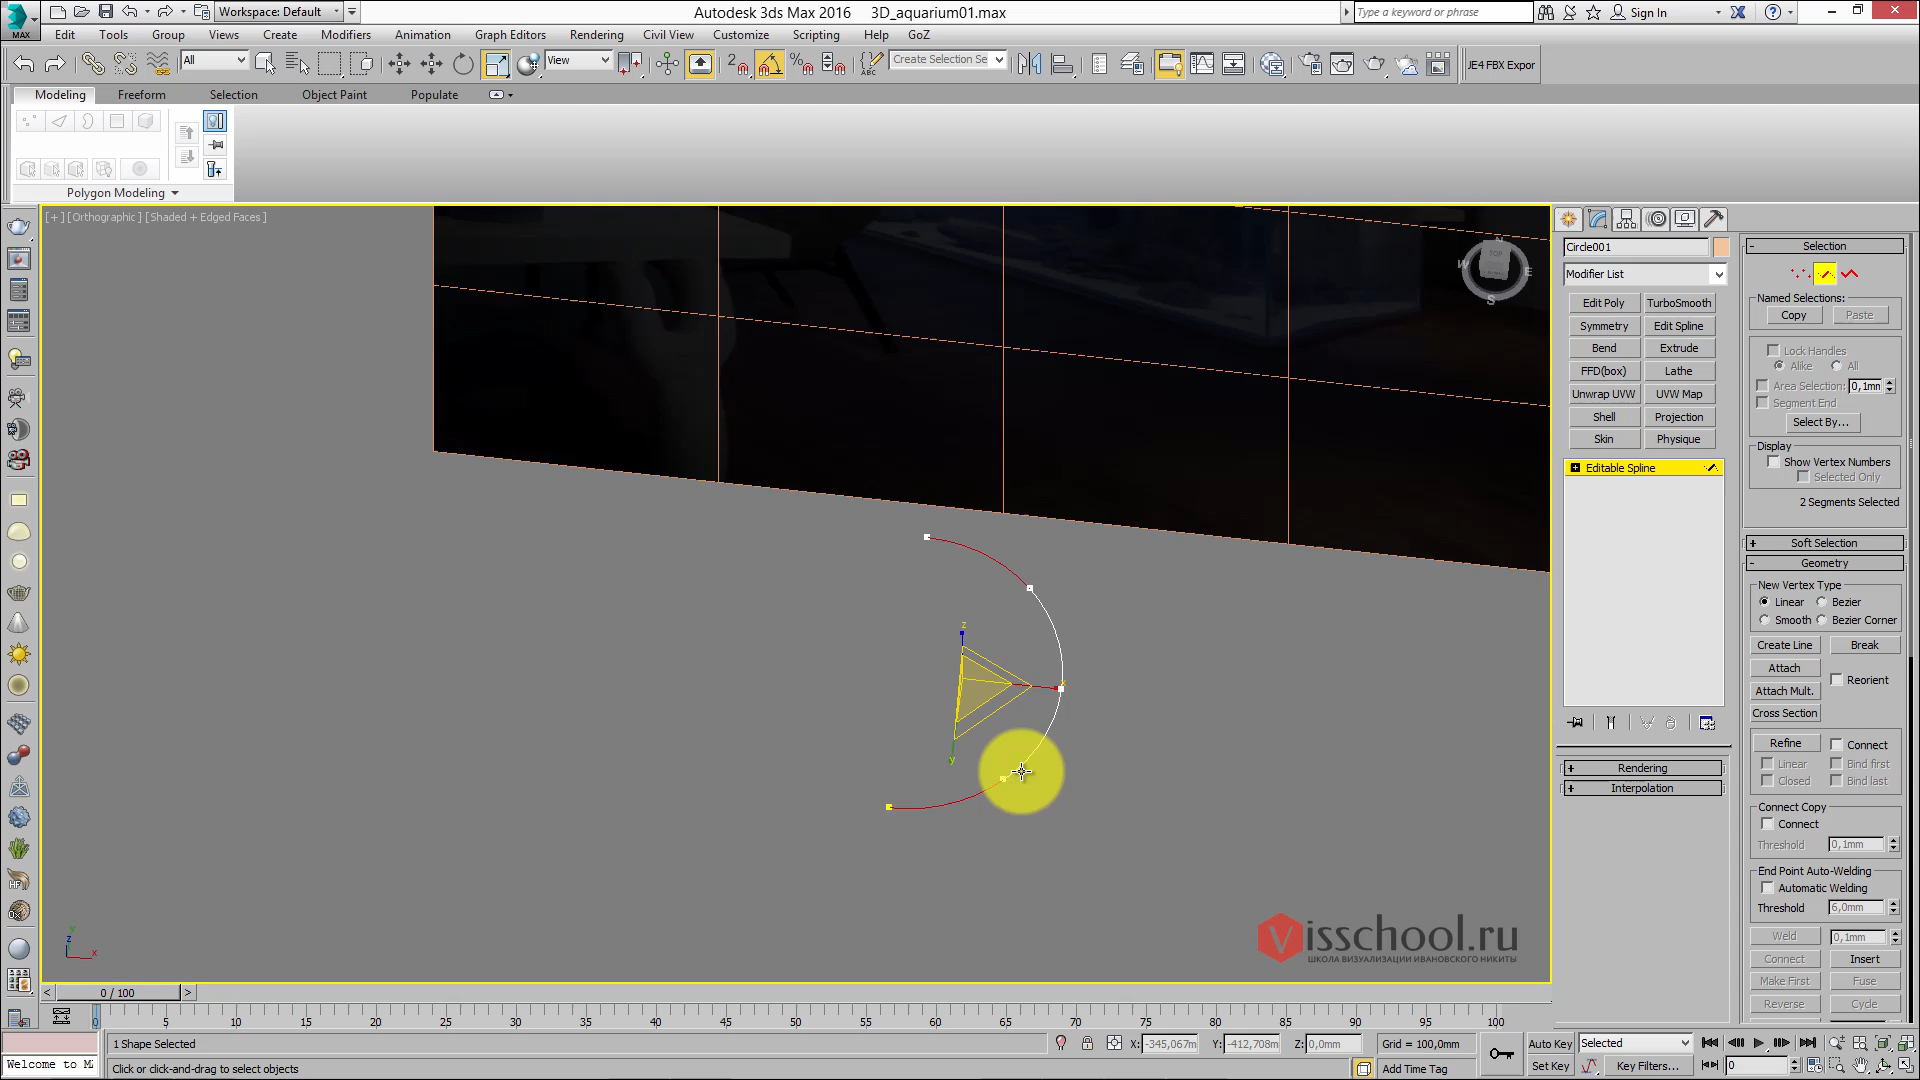 Workspace: Default
Autodesk 3ds Max 2016    3D_aquarium01.max
Type a keyword or phrase
Sign In
MAX
Edit Tools Group Views Create Modifiers Animation Graph Editors Rendering Civil View Customize Scripting Help GoZ
All
View
Create Selection Se
JE4 FBX Expor
Modeling Freeform Selection Object Paint Populate
Polygon Modeling
[+] [Orthographic] [Shaded + Edged Faces]
N
W TOP E
S
z
x
y
Visschool.ru
ШКОЛА ВИЗУАЛИЗАЦИИ ИВАНОВСКОГО НИКИТЫ
y
z
x
Circle001
Modifier List
Edit Poly TurboSmooth
Symmetry Edit Spline
Bend Extrude
FFD(box) Lathe
Unwrap UVW UVW Map
Shell Projection
Skin Physique
Editable Spline
+ Rendering
+ Interpolation
- Selection
Named Selections:
Copy Paste
Lock Handles
Alike All
Area Selection: 0,1mn
Segment End
Select By...
Display
Show Vertex Numbers
Selected Only
2 Segments Selected
+ Soft Selection
- Geometry
New Vertex Type
Linear Bezier
Smooth Bezier Corner
Create Line Break
Attach
Reorient
Attach Mult.
Cross Section
Refine Connect
Linear Bind first
Closed Bind last
Connect Copy
Connect
Threshold 0,1mm
End Point Auto-Welding
Automatic Welding
Threshold 6,0mm
Weld 0,1mm
Connect Insert
Make First Fuse
Reverse Cycle
< 0 / 100 >
0 5 10 15 20 25 30 35 40 45 50 55 60 65 70 75 80 85 90 95 100
1 Shape Selected
X: -345,067m Y: -412,708m Z: 0,0mm Grid = 100,0mm
Auto Key Selected
Welcome to M
Click or click-and-drag to select objects
Add Time Tag
Set Key Key Filters... 0